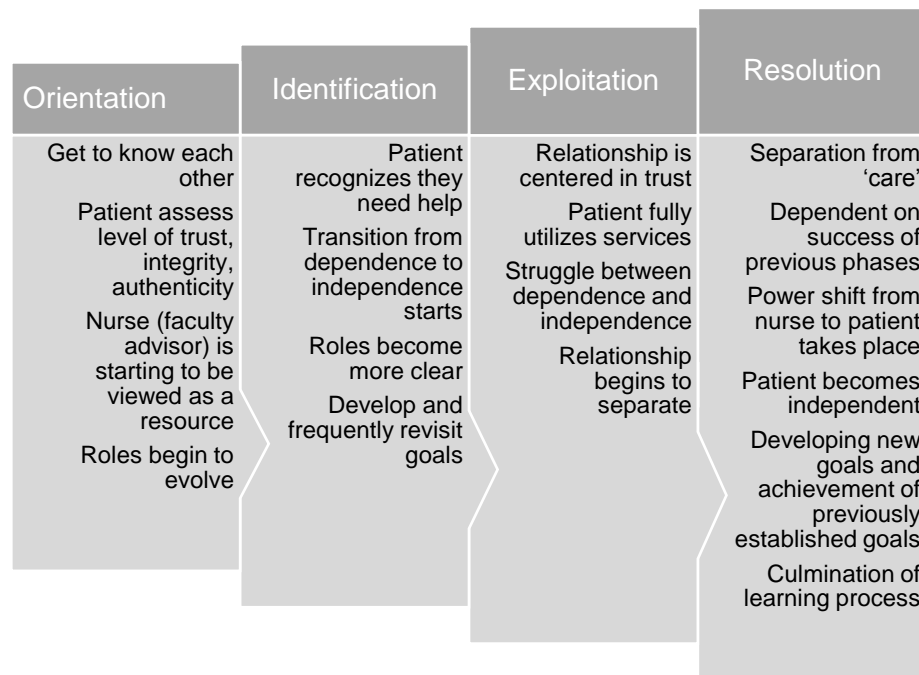 Orientation
Get to know each
other
Patient assess
level of trust,
integrity,
authenticity
Nurse (faculty
advisor) is
starting to be
viewed as a
resource
Roles begin to
evolve
Identification
Patient
recognizes they
need help
Transition from
dependence to
independence
starts
Roles become
more clear
Develop and
frequently revisit
goals
Exploitation
Relationship is
centered in trust
Patient fully
utilizes services
Struggle between
dependence and
independence
Relationship
begins to
separate
Resolution
Separation from
‘care’
Dependent on
success of
previous phases
Power shift from
nurse to patient
takes place
Patient becomes
independent
Developing new
goals and
achievement of
previously
established goals
Culmination of
learning process